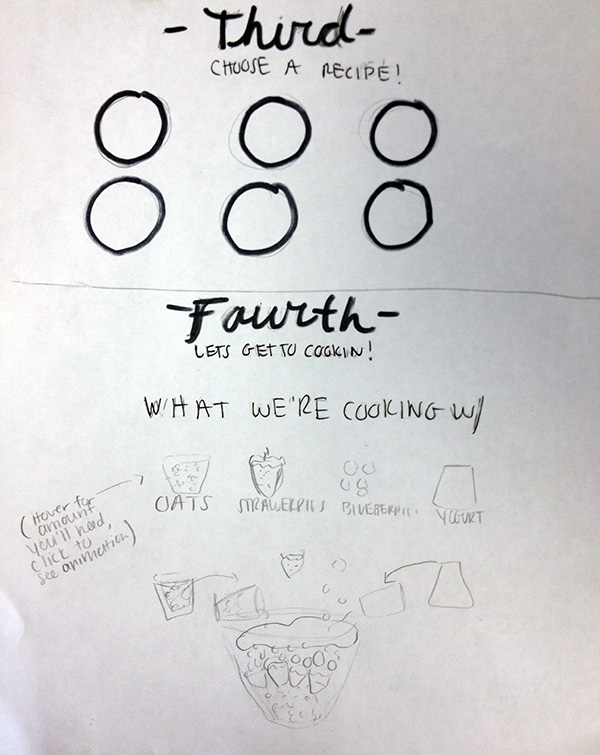 - Third -
CHOOSE A RECIPE!
- Fourth -
LETS GET TO COOKIN!
WHAT WE'RE COOKING W/
OATS STRAWERRIES BLUEBERRIES YOGURT
(Hover for
amount
you'll need,
click to
see animation)